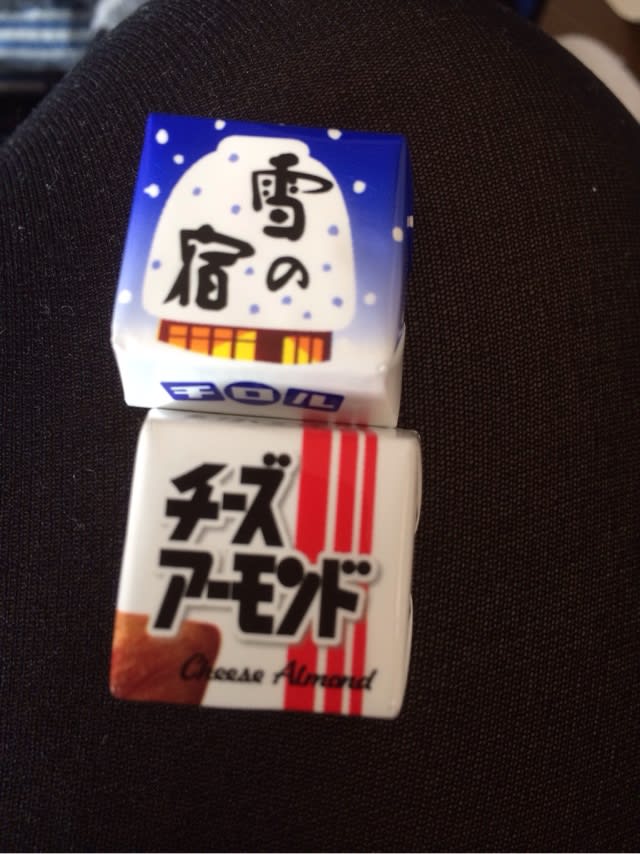 雪の
宿
チロル
チーズ
アーモンド
Cheese Almond